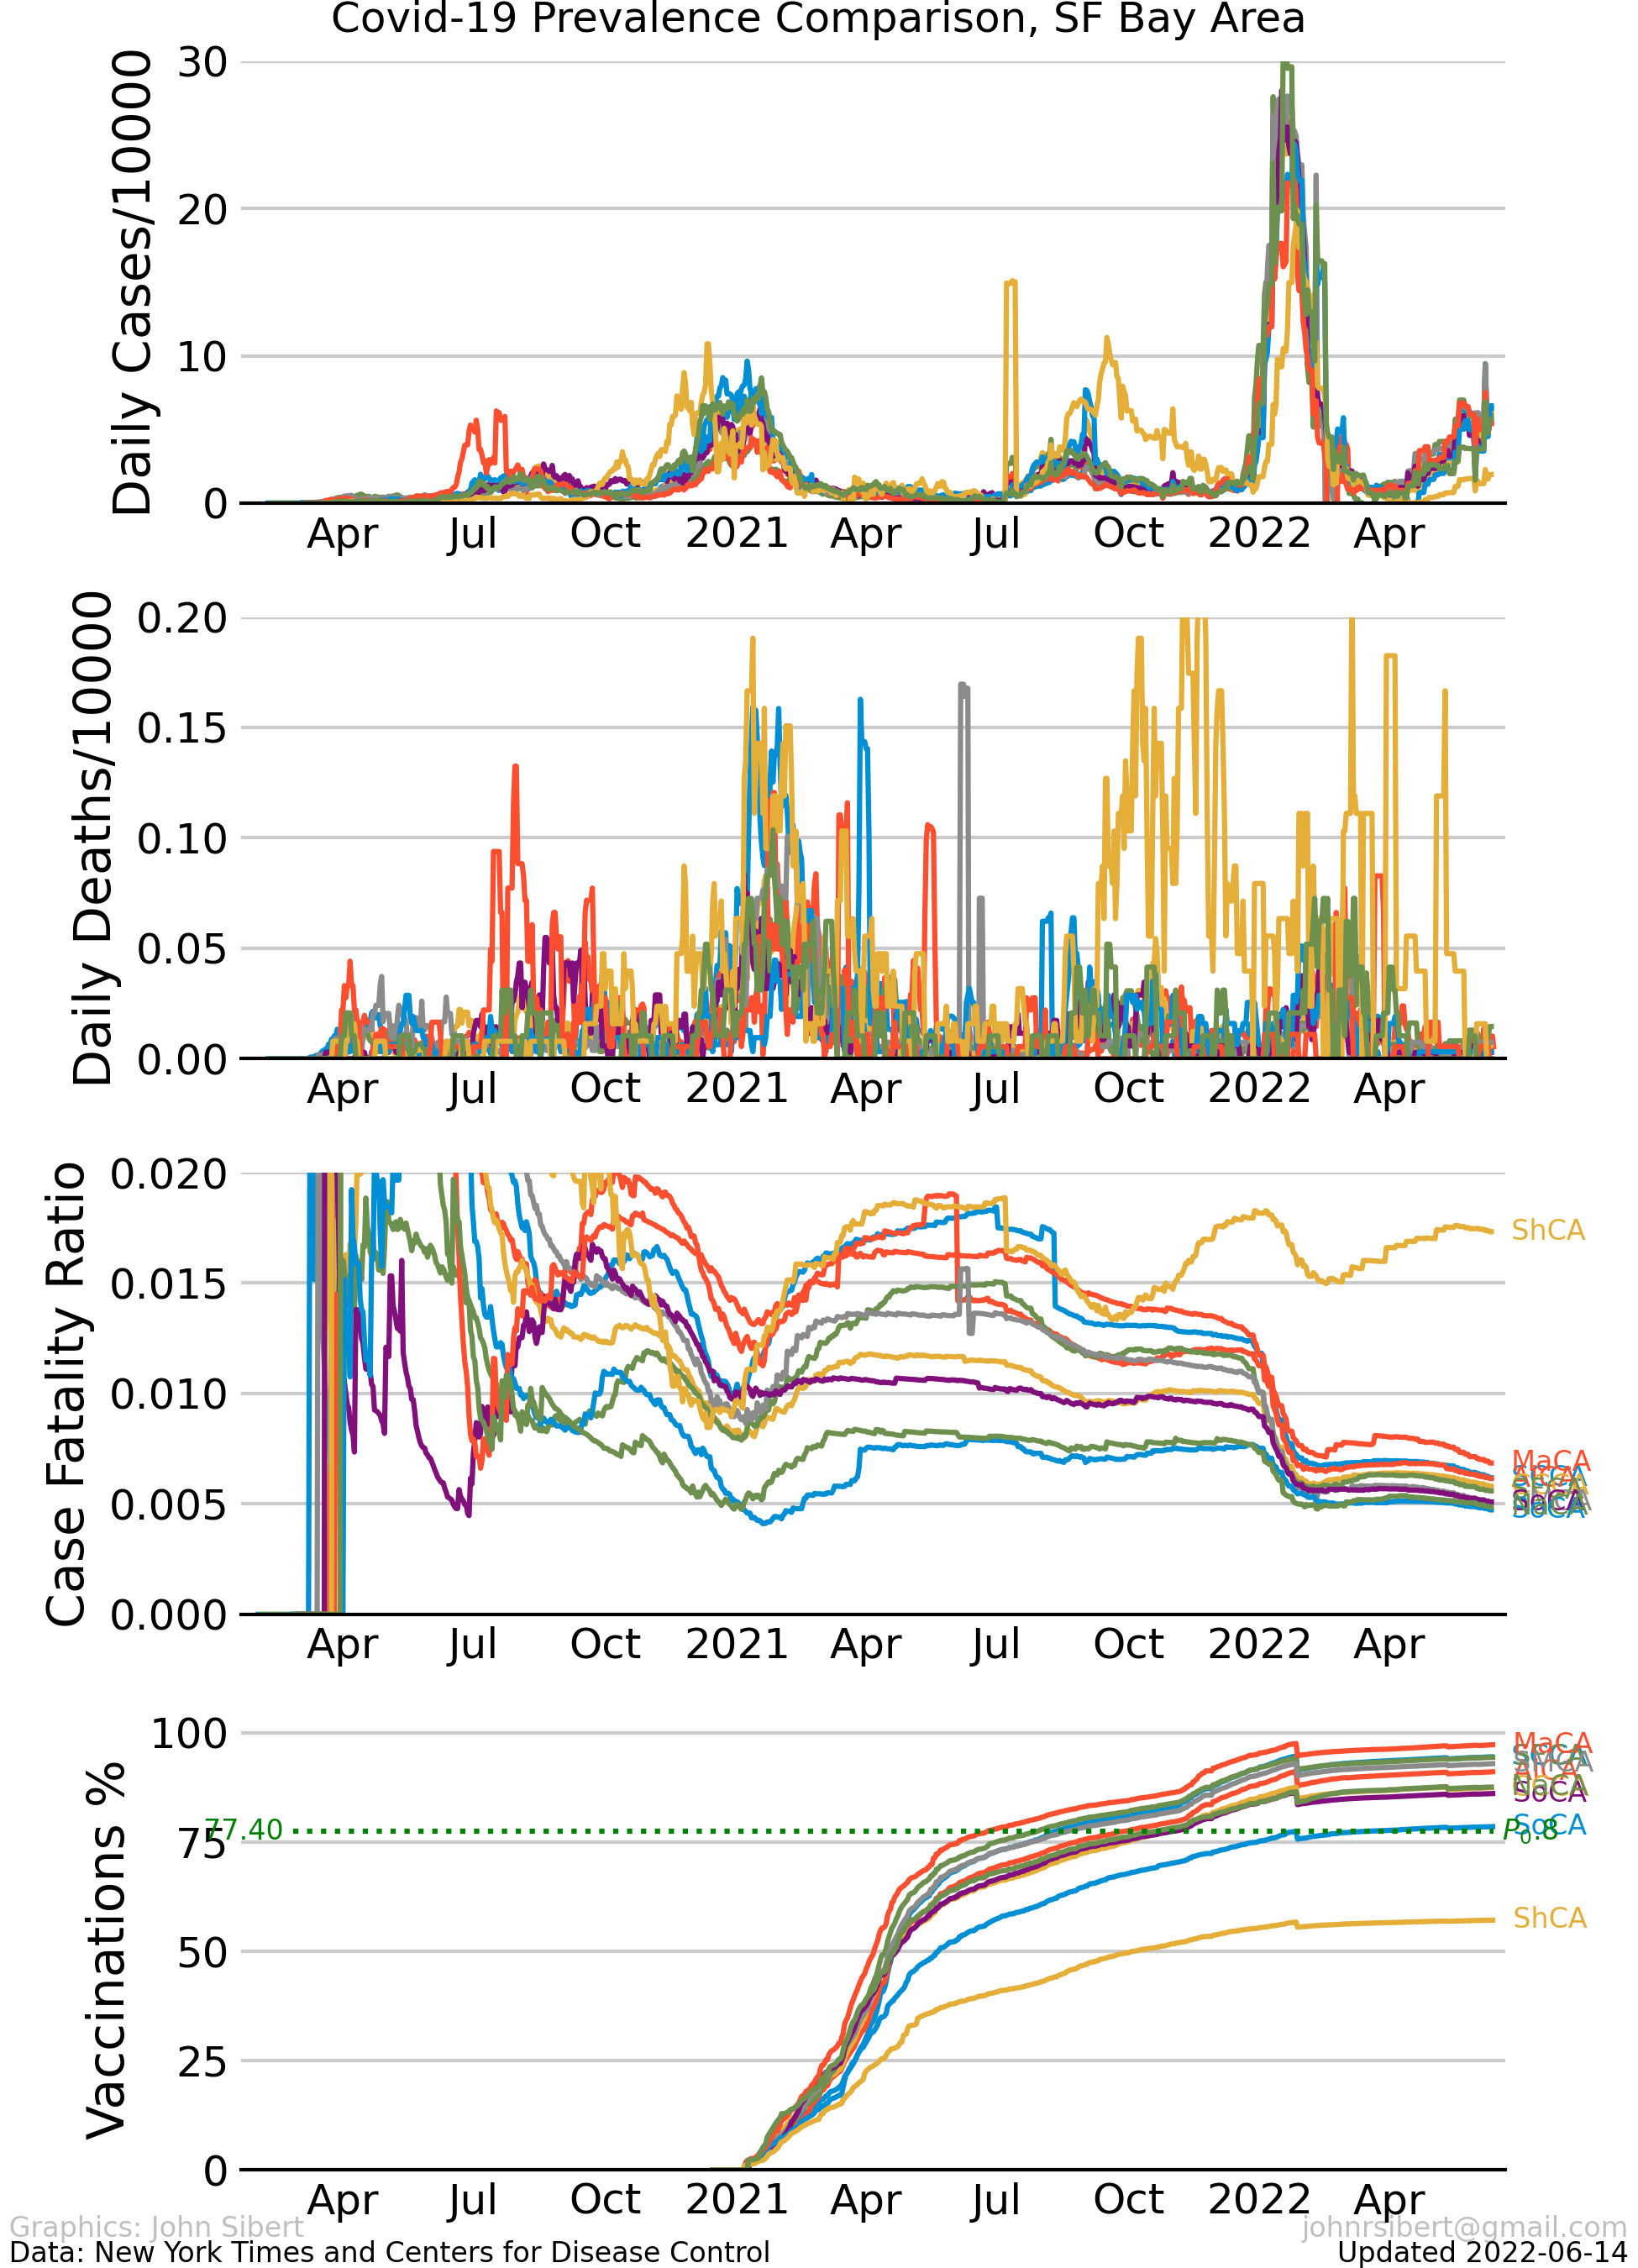 Covid-19 Prevalence Comparison, SF Bay Area
Daily Cases/10000
30
20
10
0
Apr Jul Oct 2021 Apr Jul Oct 2022 Apr
Daily Deaths/10000
0.20
0.15
0.10
0.05
0.00
Apr Jul Oct 2021 Apr Jul Oct 2022 Apr
Case Fatality Ratio
0.020
0.015
0.010
0.005
0.000
ShCA
MaCA
SoCA
Apr Jul Oct 2021 Apr Jul Oct 2022 Apr
Vaccinations %
100
75
50
25
0
77.40
MaCA
SoCA
SoCA
P₀.8
ShCA
Apr Jul Oct 2021 Apr Jul Oct 2022 Apr
Graphics: John Sibert
johnrsibert@gmail.com
Data: New York Times and Centers for Disease Control
Updated 2022-06-14